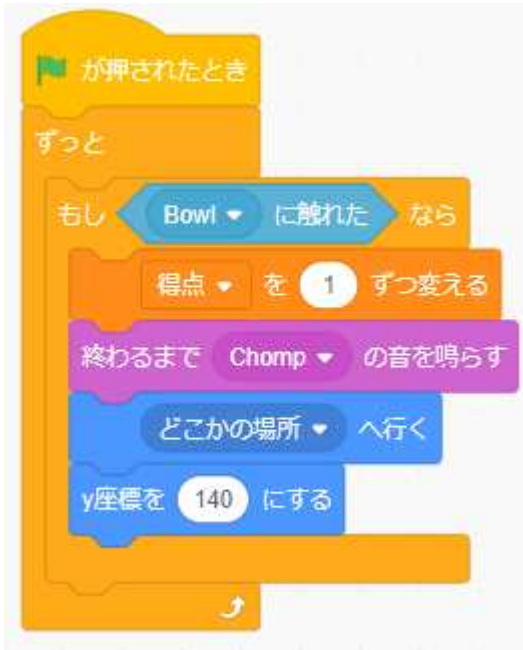 が押されたとき
ずっと
もし Bowl に触れた なら
得点 を 1 ずつ変える
終わるまで Chomp の音を鳴らす
どこかの場所 へ行く
y座標を 140 にする